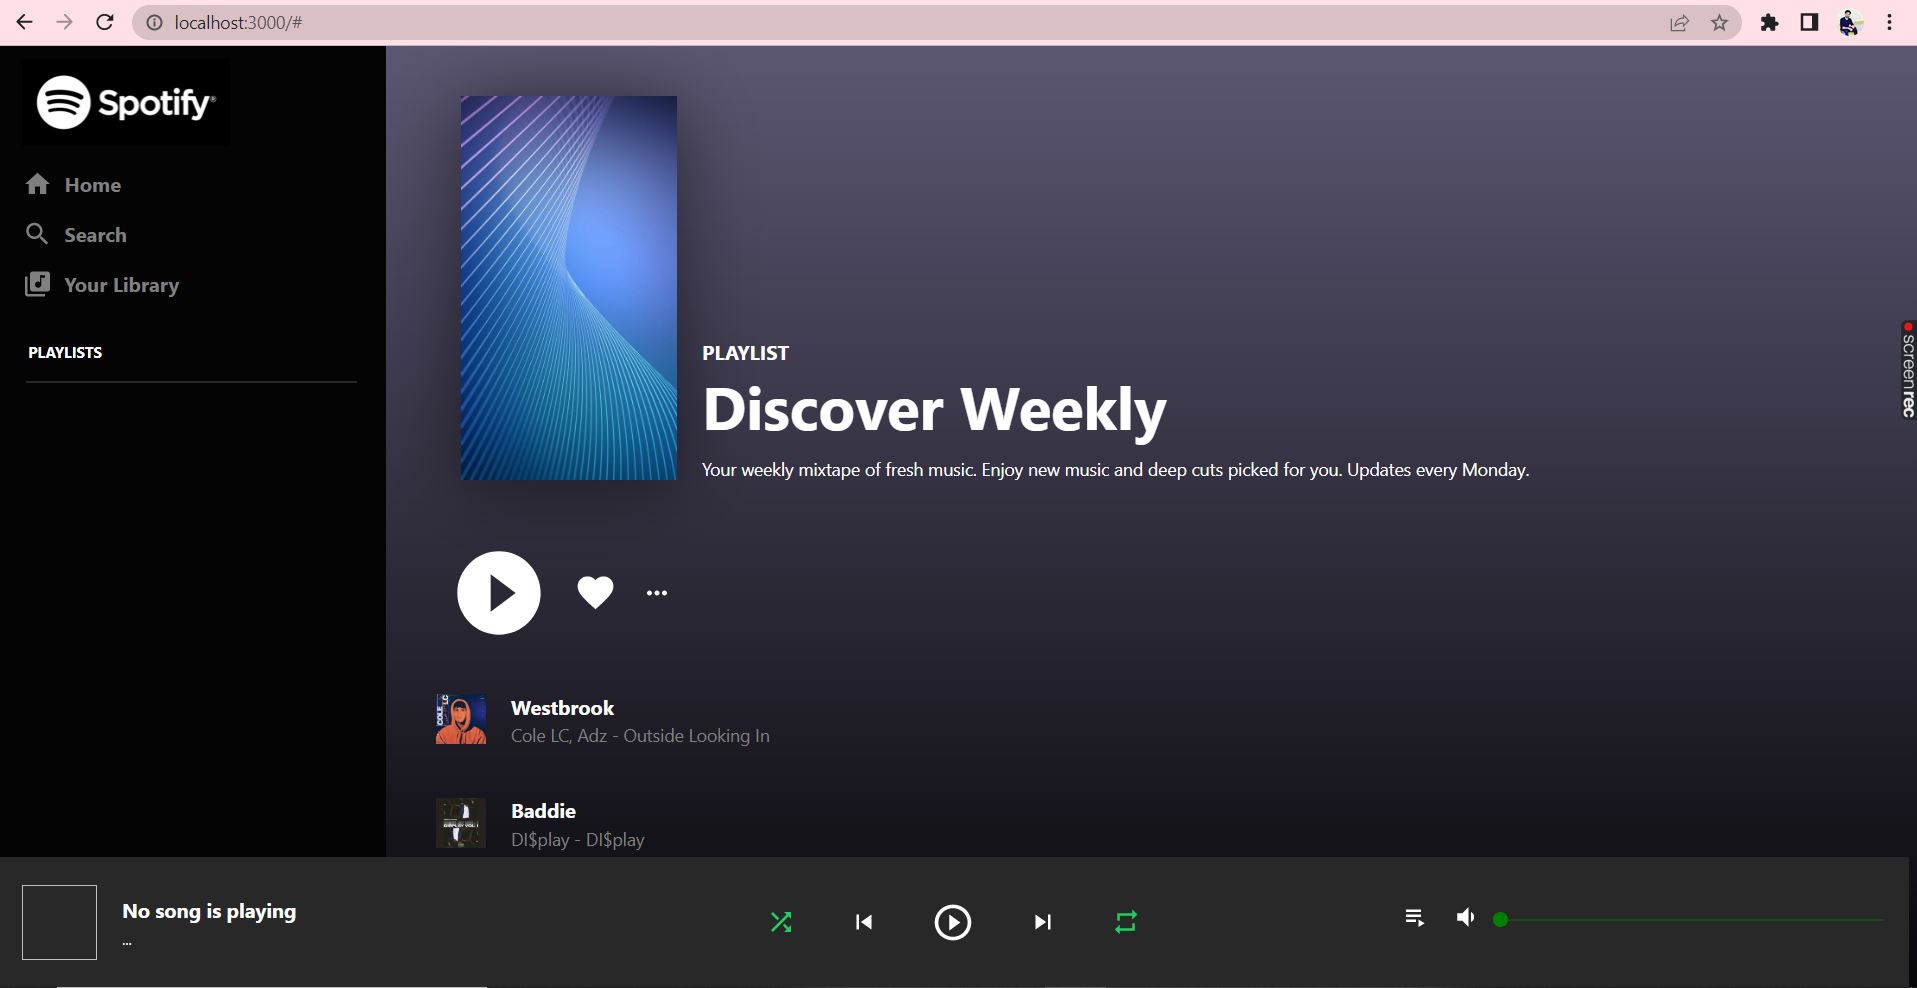 localhost:3000/#
Spotify®
Home
Search
Your Library
PLAYLISTS
PLAYLIST
Discover Weekly
Your weekly mixtape of fresh music. Enjoy new music and deep cuts picked for you. Updates every Monday.
COLE LC
Westbrook
Cole LC, Adz - Outside Looking In
Baddie
DI$play - DI$play
No song is playing
...
screenrec